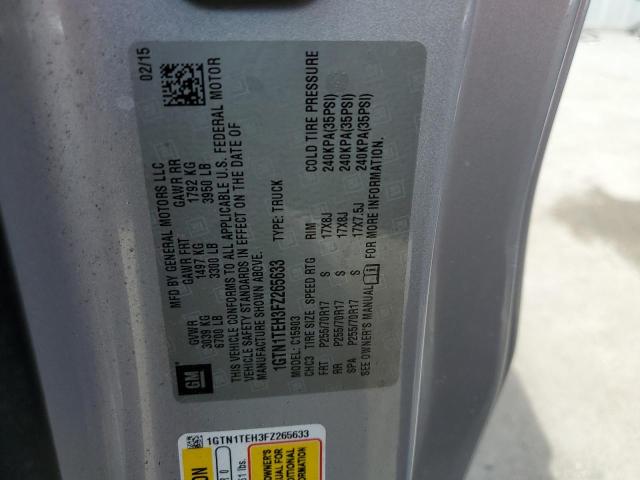 02/15
MFD BY GENERAL MOTORS LLC
GVWR GAWR FRT GAWR RR
3039 KG 1497 KG 1792 KG
6700 LB 3300 LB 3950 LB
THIS VEHICLE CONFORMS TO ALL APPLICABLE U.S. FEDERAL MOTOR
VEHICLE SAFETY STANDARDS IN EFFECT ON THE DATE OF
MANUFACTURE SHOWN ABOVE.
1GTN1TEH3FZ265633 TYPE: TRUCK
MODEL: C15903
CHC3 TIRE SIZE SPEED RTG RIM COLD TIRE PRESSURE
FRT P255/70R17 S 17X8J 240KPA(35PSI)
RR P255/70R17 S 17X8J 240KPA(35PSI)
SPA P255/70R17 S 17X7.5J 240KPA(35PSI)
SEE OWNER'S MANUAL FOR MORE INFORMATION.
GM
1GTN1TEH3FZ265633
OWNER'S